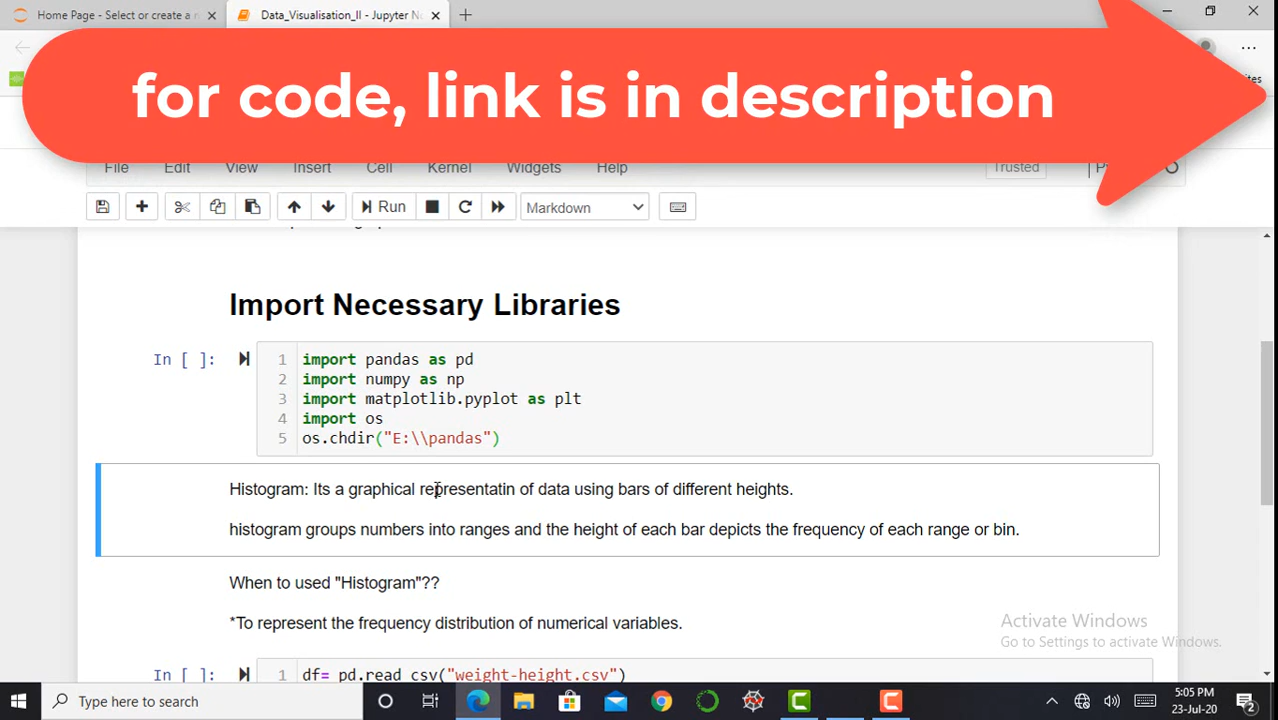 Home Page - Select or create a n
Data_Visualisation_II - Jupyter No
for code, link is in description
File Edit View Insert Cell Kernel Widgets Help
Trusted
Run
Markdown
Import Necessary Libraries
In [ ]:
1 import pandas as pd
2 import numpy as np
3 import matplotlib.pyplot as plt
4 import os
5 os.chdir("E:\\pandas")
Histogram: Its a graphical representatin of data using bars of different heights.
histogram groups numbers into ranges and the height of each bar depicts the frequency of each range or bin.
When to used "Histogram"??
*To represent the frequency distribution of numerical variables.
Activate Windows
Go to Settings to activate Windows.
In [ ]:
1 df= pd.read_csv("weight-height.csv")
Type here to search
5:05 PM
23-Jul-20
2